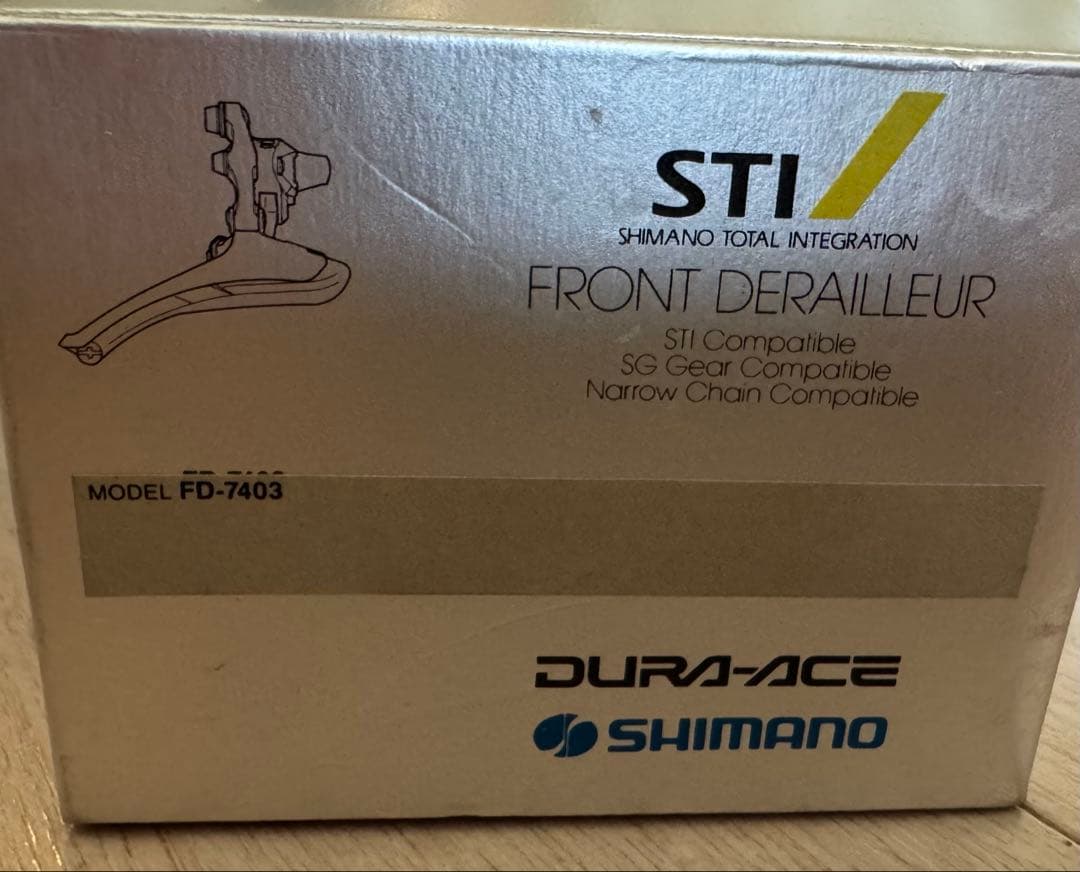 STI
SHIMANO TOTAL INTEGRATION
FRONT DERAILLEUR
STI Compatible
SG Gear Compatible
Narrow Chain Compatible
MODEL FD-7403
DURA-ACE
SHIMANO